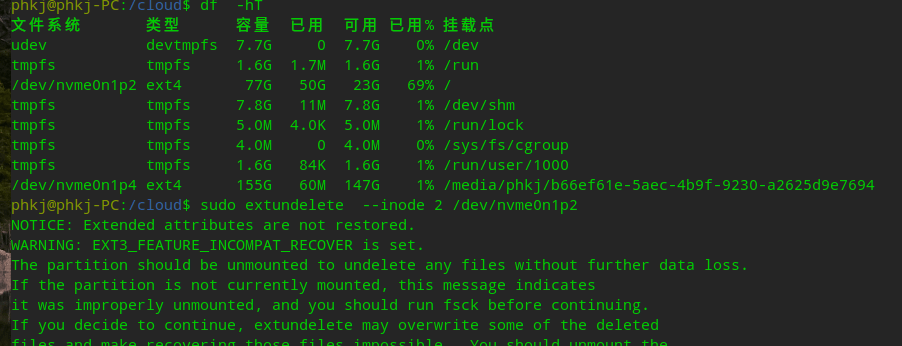 phkj@phkj-PC:/cloud$ df  -hT
文件系统       类型      容量  已用  可用 已用% 挂载点
udev           devtmpfs  7.7G     0  7.7G    0% /dev
tmpfs          tmpfs     1.6G  1.7M  1.6G    1% /run
/dev/nvme0n1p2 ext4       77G   50G   23G   69% /
tmpfs          tmpfs     7.8G   11M  7.8G    1% /dev/shm
tmpfs          tmpfs     5.0M  4.0K  5.0M    1% /run/lock
tmpfs          tmpfs     4.0M     0  4.0M    0% /sys/fs/cgroup
tmpfs          tmpfs     1.6G   84K  1.6G    1% /run/user/1000
/dev/nvme0n1p4 ext4      155G   60M  147G    1% /media/phkj/b66ef61e-5aec-4b9f-9230-a2625d9e7694
phkj@phkj-PC:/cloud$ sudo extundelete  --inode 2 /dev/nvme0n1p2
NOTICE: Extended attributes are not restored.
WARNING: EXT3_FEATURE_INCOMPAT_RECOVER is set.
The partition should be unmounted to undelete any files without further data loss.
If the partition is not currently mounted, this message indicates
it was improperly unmounted, and you should run fsck before continuing.
If you decide to continue, extundelete may overwrite some of the deleted
files and make recovering those files impossible.  You should unmount the